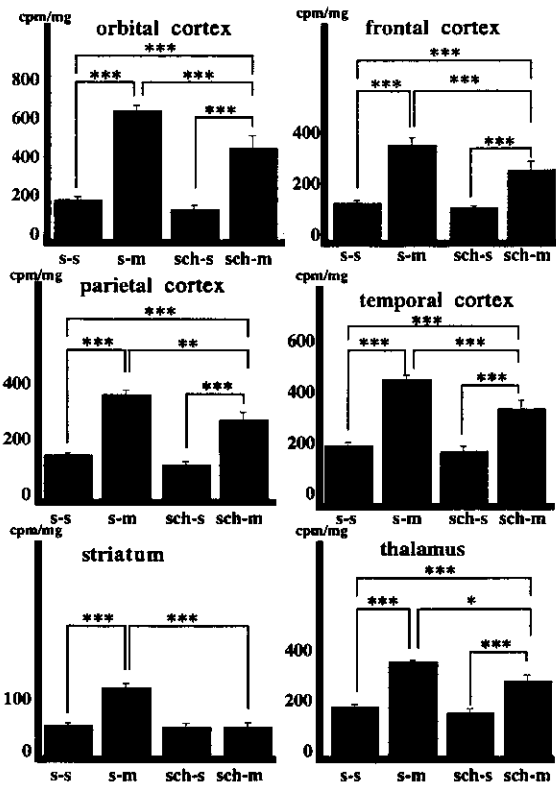 cpm/mg
orbital cortex
***
***
***
***
800
600
400
200
0
s-s s-m sch-s sch-m
cpm/mg
frontal cortex
***
***
***
***
400
200
0
s-s s-m sch-s sch-m
cpm/mg
parietal cortex
***
***
**
***
400
200
0
s-s s-m sch-s sch-m
cpm/mg
temporal cortex
***
***
***
***
600
400
200
0
s-s s-m sch-s sch-m
cpm/mg
striatum
***
***
100
0
s-s s-m sch-s sch-m
cpm/mg
thalamus
***
***
*
***
400
200
0
s-s s-m sch-s sch-m